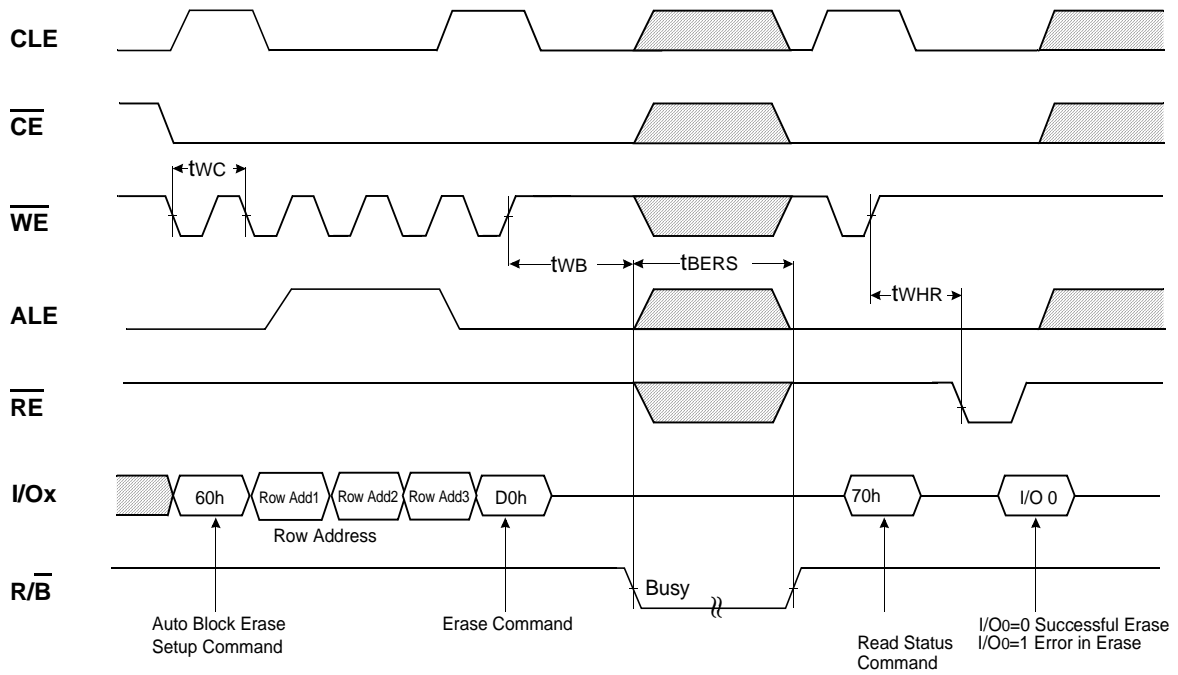 CLE
CE
tWC
WE
tWB
tBERS
tWHR
ALE
RE
I/Ox
60h
Row Add1
Row Add2
Row Add3
D0h
70h
I/O 0
Row Address
R/B
Busy
Auto Block Erase
Setup Command
Erase Command
Read Status
Command
I/O0=0 Successful Erase
I/O0=1 Error in Erase